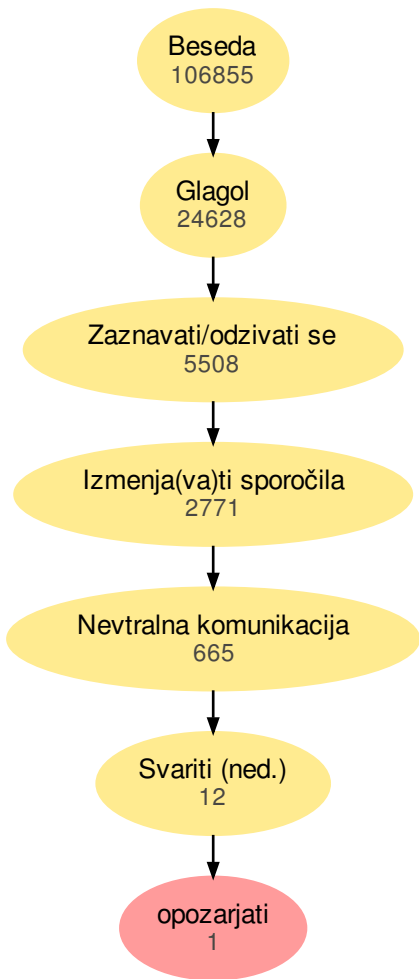 Beseda
106855
Glagol
24628
Zaznavati/odzivati se
5508
Izmenja(va)ti sporočila
2771
Nevtralna komunikacija
665
Svariti (ned.)
12
opozarjati
1